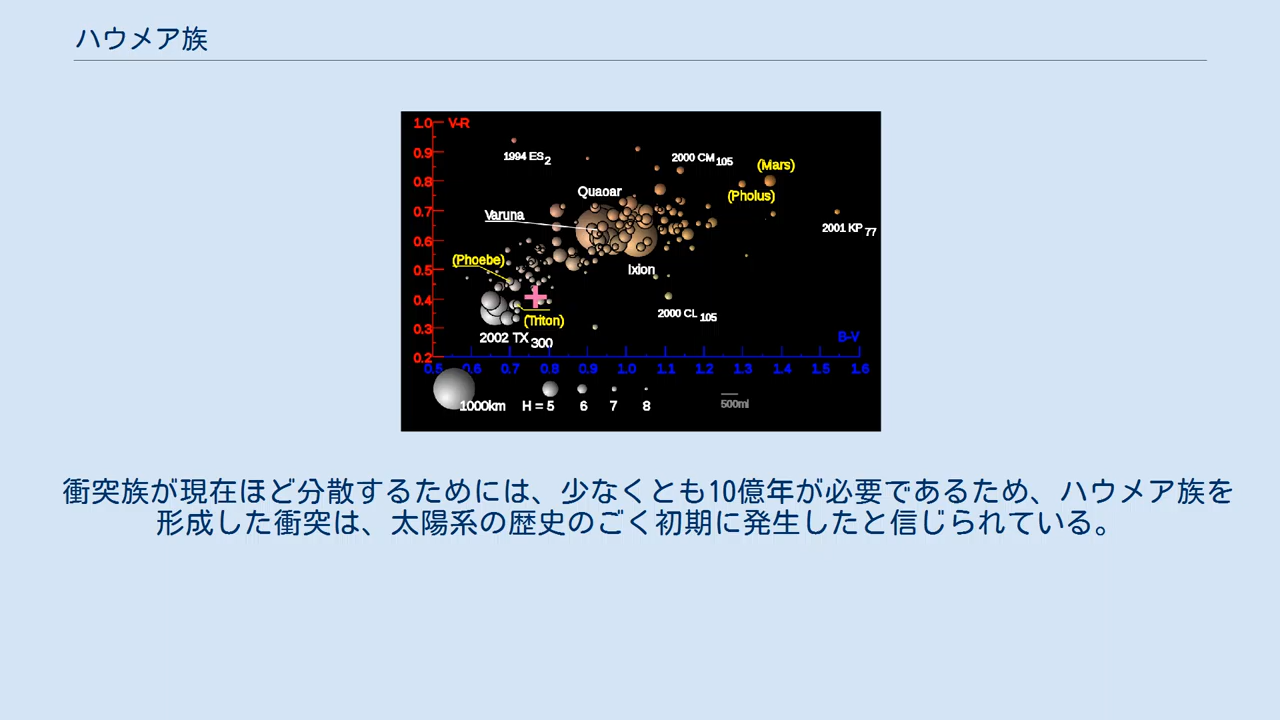 ハウメア族
1.0 V-R
0.9
0.8
0.7
0.6
0.5
0.4
0.3
0.2
1994 ES2
2000 CM105
(Mars)
Quaoar
(Pholus)
Varuna
2001 KP77
(Phoebe)
Ixion
2000 CL105
(Triton)
2002 TX300
B-V
0.5 0.6 0.7 0.8 0.9 1.0 1.1 1.2 1.3 1.4 1.5 1.6
1000km H = 5 6 7 8 500ml
衝突族が現在ほど分散するためには、少なくとも10億年が必要であるため、ハウメア族を
形成した衝突は、太陽系の歴史のごく初期に発生したと信じられている。